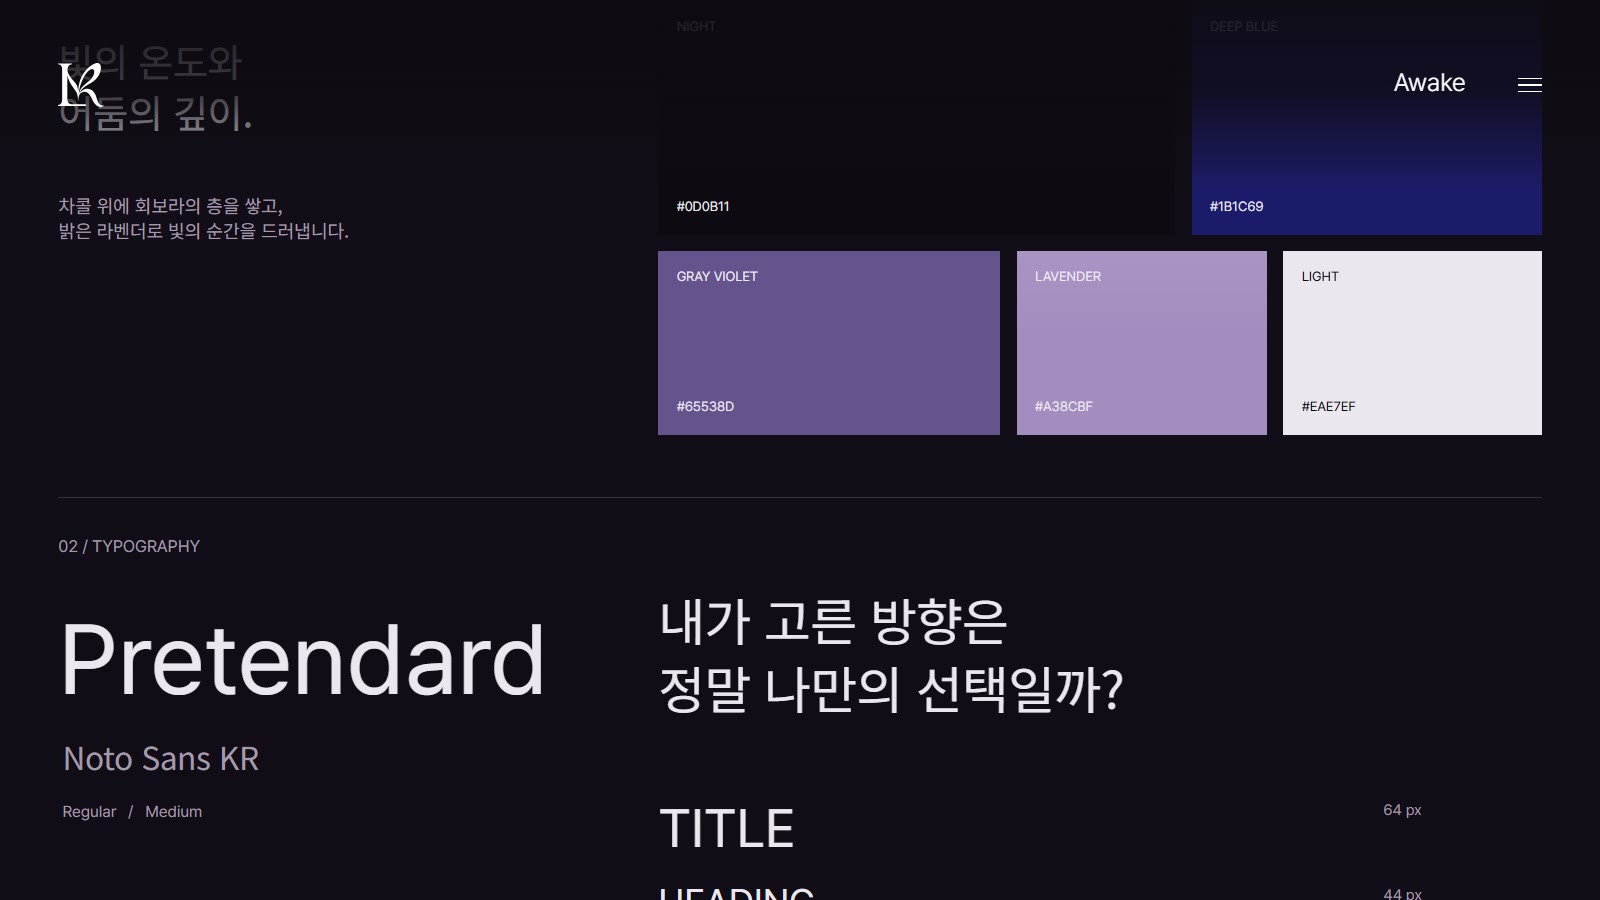 NIGHT
DEEP BLUE
빛의 온도와
어둠의 깊이.
Awake
차콜 위에 회보라의 층을 쌓고,
밝은 라벤더로 빛의 순간을 드러냅니다.
#0D0B11
#1B1C69
GRAY VIOLET
LAVENDER
LIGHT
#65538D
#A38CBF
#EAE7EF
02 / TYPOGRAPHY
Pretendard
Noto Sans KR
Regular / Medium
내가 고른 방향은
정말 나만의 선택일까?
TITLE
64 px
HEADING
44 px